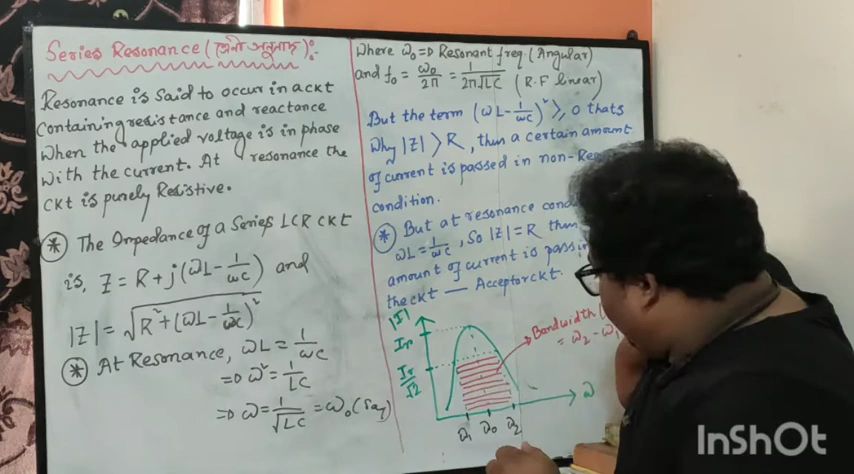 Series Resonance (শ্রেণী অনুনাদ):-
Resonance is said to occur in a ckt
containing resistance and reactance
when the applied voltage is in phase
with the current. At resonance the
ckt is purely Resistive.
* The Impedance of a Series LCR ckt
is, Z = R + j(ωL - 1/ωC) and
|Z| = √(R² + (ωL - 1/ωC)²)
* At Resonance, ωL = 1/ωC
⇒ ω² = 1/LC
⇒ ω = 1/√LC = ω₀ (say)
Where ω₀ ⇒ Resonant freq. (Angular)
and f₀ = ω₀/2π = 1/2π√LC (R.F linear)
But the term (ωL - 1/ωC)² ≥ 0 thats
why |Z| > R, then a certain amount
of current is passed in non-
condition.
* But at resonance
ωL = 1/ωC, So |Z| = R
amount of current is
the ckt — Acceptor ckt.
|I|
Ir
Ir/√2
Bandwidth
= ω₂ - ω₁
ω
ω₁ ω₀ ω₂
InShOt